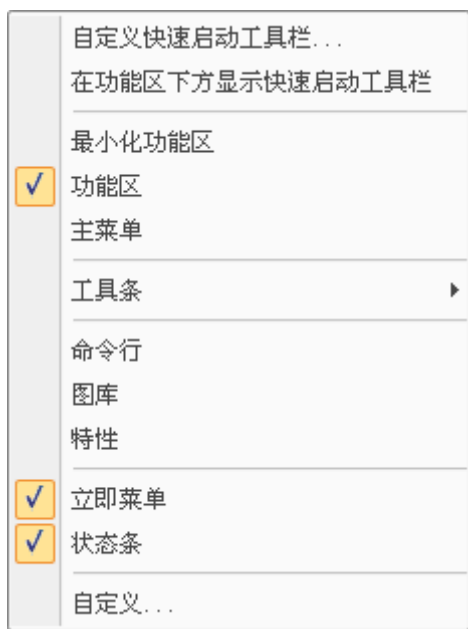 自定义快速启动工具栏...
在功能区下方显示快速启动工具栏
最小化功能区
功能区
主菜单
工具条
命令行
图库
特性
立即菜单
状态条
自定义...